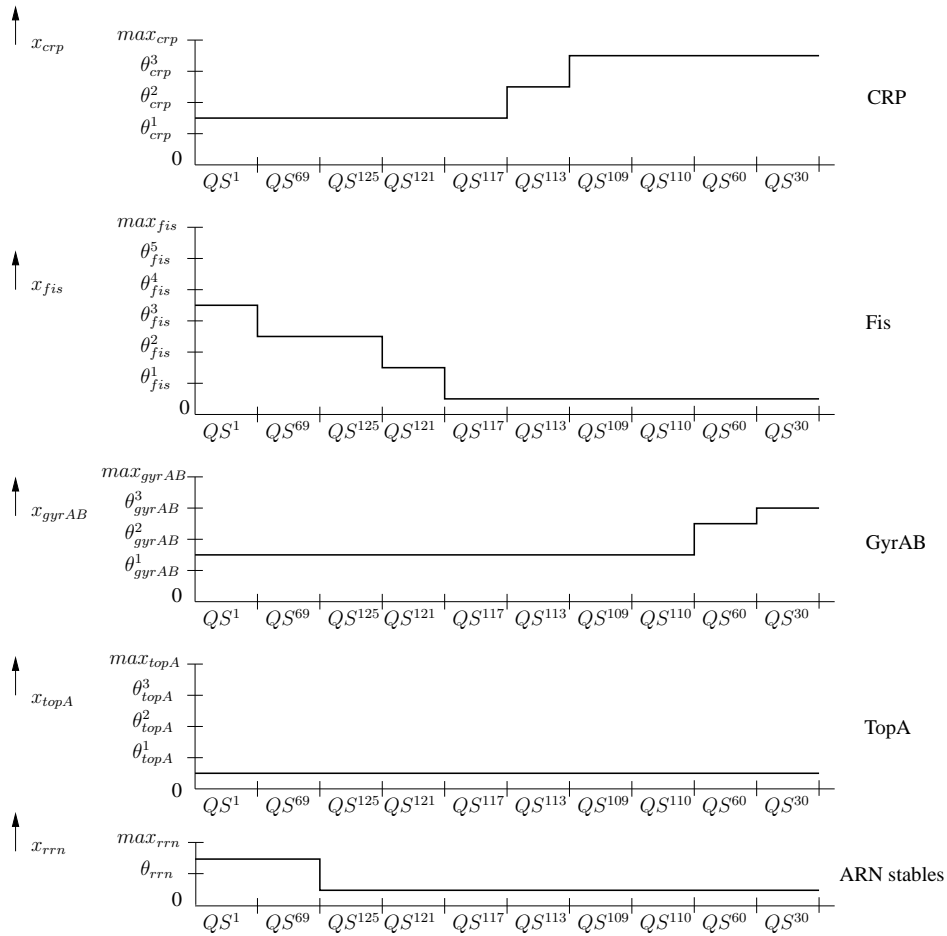 max_crp
x_crp
θ^3_crp
θ^2_crp
CRP
θ^1_crp
0
QS^1 QS^69 QS^125 QS^121 QS^117 QS^113 QS^109 QS^110 QS^60 QS^30
max_fis
θ^5_fis
x_fis
θ^4_fis
θ^3_fis
Fis
θ^2_fis
θ^1_fis
0
QS^1 QS^69 QS^125 QS^121 QS^117 QS^113 QS^109 QS^110 QS^60 QS^30
max_gyrAB
x_gyrAB
θ^3_gyrAB
θ^2_gyrAB
GyrAB
θ^1_gyrAB
0
QS^1 QS^69 QS^125 QS^121 QS^117 QS^113 QS^109 QS^110 QS^60 QS^30
max_topA
x_topA
θ^3_topA
θ^2_topA
TopA
θ^1_topA
0
QS^1 QS^69 QS^125 QS^121 QS^117 QS^113 QS^109 QS^110 QS^60 QS^30
max_rrn
x_rrn
θ_rrn
ARN stables
0
QS^1 QS^69 QS^125 QS^121 QS^117 QS^113 QS^109 QS^110 QS^60 QS^30